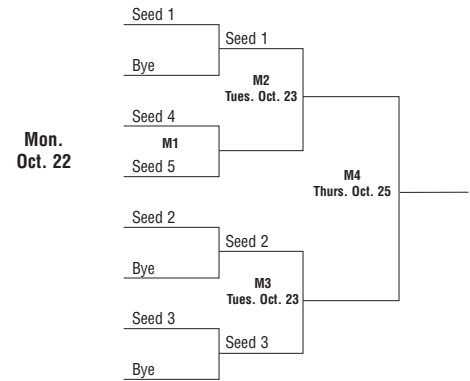 Seed 1
Seed 1
Bye
M2
Tues. Oct. 23
Seed 4
Mon.
Oct. 22
M1
Seed 5
M4
Thurs. Oct. 25
Seed 2
Seed 2
Bye
M3
Tues. Oct. 23
Seed 3
Seed 3
Bye